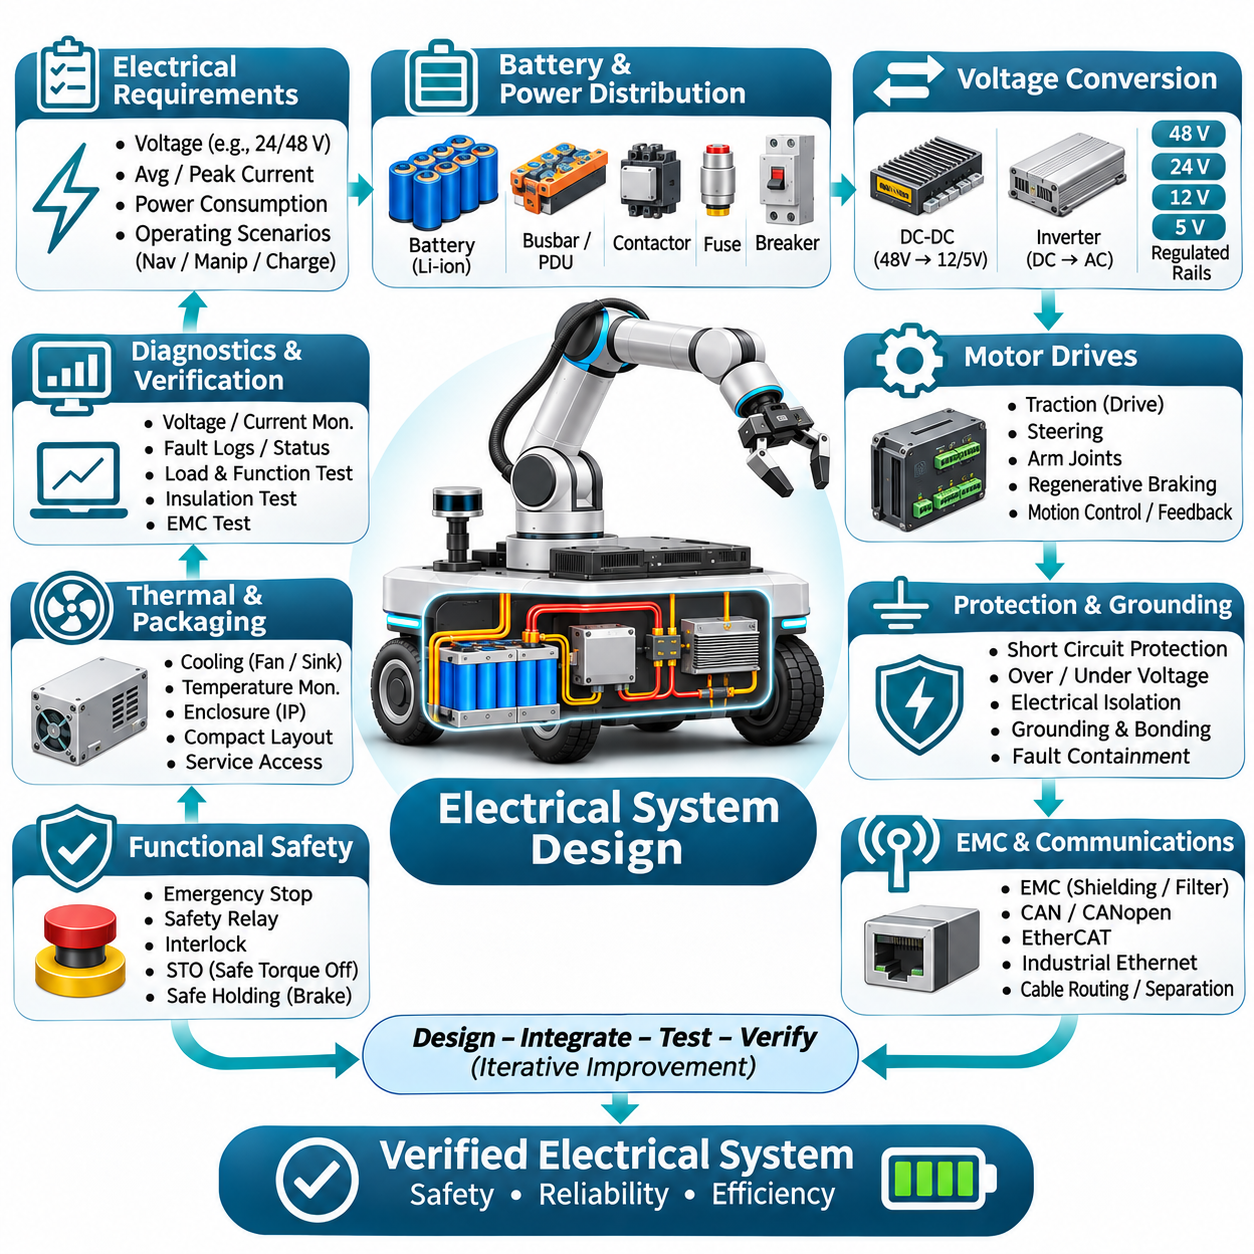 Electrical
Requirements
• Voltage (e.g., 24/48 V)
• Avg / Peak Current
• Power Consumption
• Operating Scenarios
(Nav / Manip / Charge)
Battery &
Power Distribution
Battery
(Li-ion)
Busbar /
PDU
Contactor
Fuse
Breaker
Voltage Conversion
DC-DC
(48V → 12/5V)
Inverter
(DC → AC)
48 V
24 V
12 V
5 V
Regulated
Rails
Diagnostics &
Verification
• Voltage / Current Mon.
• Fault Logs / Status
• Load & Function Test
• Insulation Test
• EMC Test
Motor Drives
• Traction (Drive)
• Steering
• Arm Joints
• Regenerative Braking
• Motion Control / Feedback
Thermal &
Packaging
• Cooling (Fan / Sink)
• Temperature Mon.
• Enclosure (IP)
• Compact Layout
• Service Access
Protection & Grounding
• Short Circuit Protection
• Over / Under Voltage
• Electrical Isolation
• Grounding & Bonding
• Fault Containment
Electrical System
Design
Functional Safety
• Emergency Stop
• Safety Relay
• Interlock
• STO (Safe Torque Off)
• Safe Holding (Brake)
EMC & Communications
• EMC (Shielding / Filter)
• CAN / CANopen
• EtherCAT
• Industrial Ethernet
• Cable Routing / Separation
Design – Integrate – Test – Verify
(Iterative Improvement)
Verified Electrical System
Safety • Reliability • Efficiency